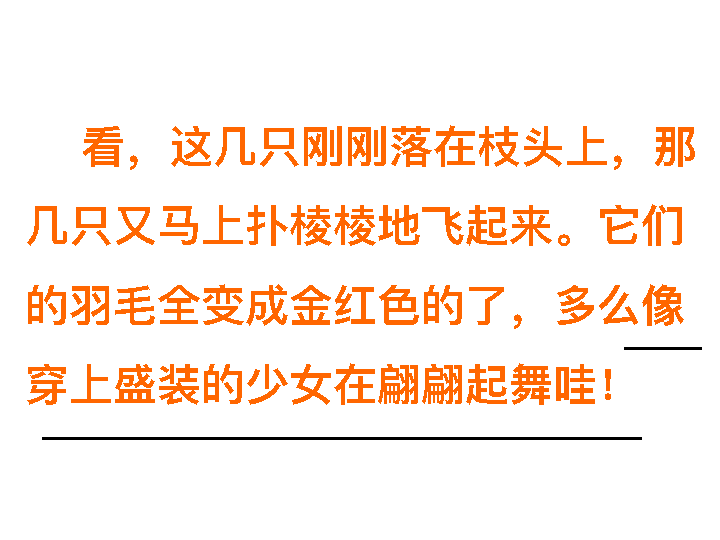 看，这几只刚刚落在枝头上，那
几只又马上扑棱棱地飞起来。它们
的羽毛全变成金红色的了，多么像
穿上盛装的少女在翩翩起舞哇！